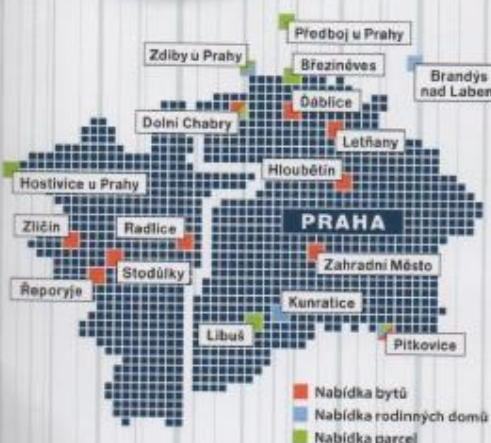 Předboj u Prahy
Zdiby u Prahy
Březiněves
Brandýs
nad Labem
Ďáblice
Dolní Chabry
Letňany
Hloubětín
Hostivice u Prahy
PRAHA
Zličín
Radlice
Stodůlky
Zahradní Město
Řeporyje
Kunratice
Libuš
Pitkovice
Nabídka bytů
Nabídka rodinných domů
Nabídka parcel